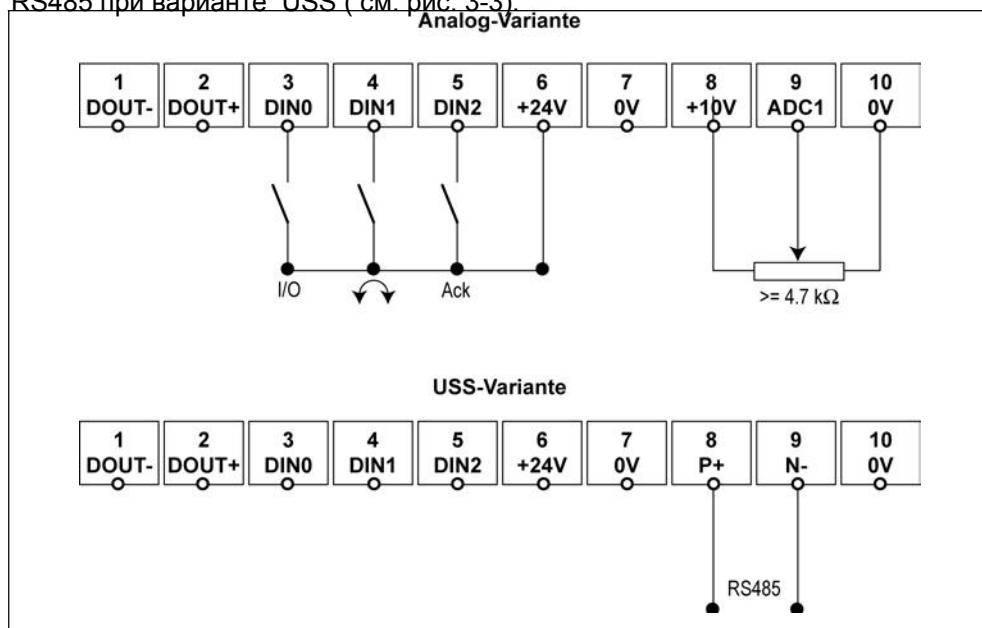 RS485 при варианте USS ( см. рис. 3-3).
Analog-Variante
1 2 3 4 5 6 7 8 9 10
DOUT- DOUT+ DIN0 DIN1 DIN2 +24V 0V +10V ADC1 0V
I/O Ack >= 4.7 kΩ
USS-Variante
1 2 3 4 5 6 7 8 9 10
DOUT- DOUT+ DIN0 DIN1 DIN2 +24V 0V P+ N- 0V
RS485